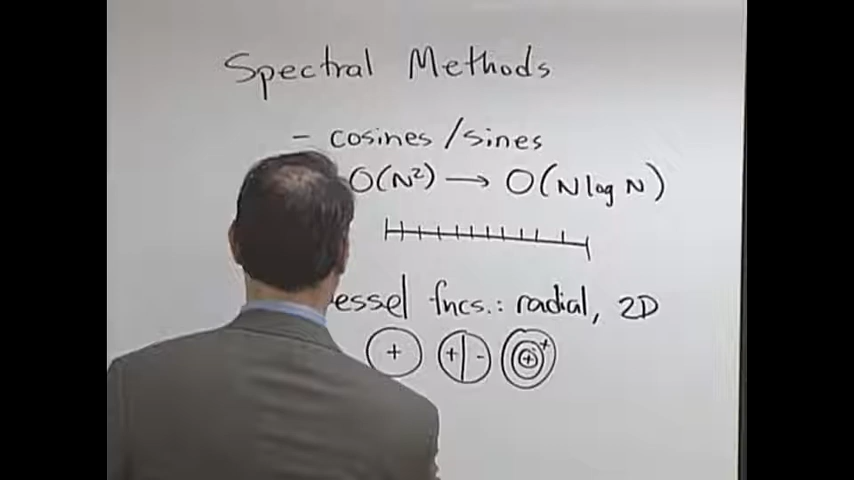 Spectral Methods
- cosines/sines
O(N²) → O(N log N)
essel fncs.: radial, 2D
+ + - + +